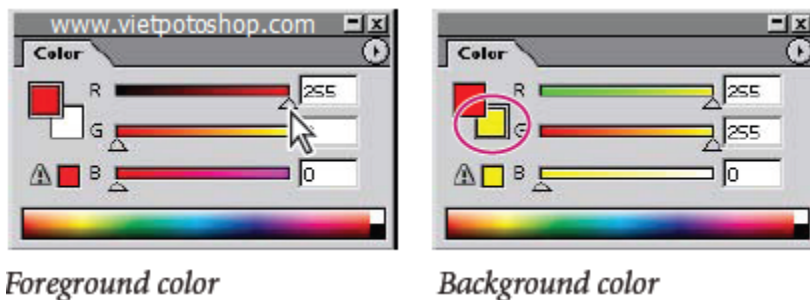 www.vietpotoshop.com
Color
R 255
G
B 0
Foreground color
Color
R 255
G 255
B 0
Background color